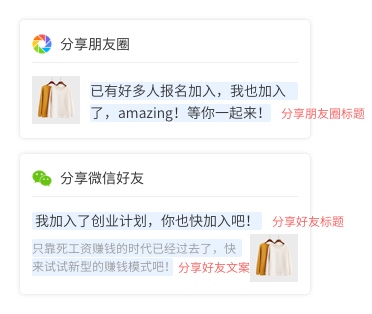 分享朋友圈
已有好多人报名加入，我也加入
了，amazing！等你一起来！ 分享朋友圈标题
分享微信好友
我加入了创业计划，你也快加入吧！ 分享好友标题
只靠死工资赚钱的时代已经过去了，快
来试试新型的赚钱模式吧！ 分享好友文案